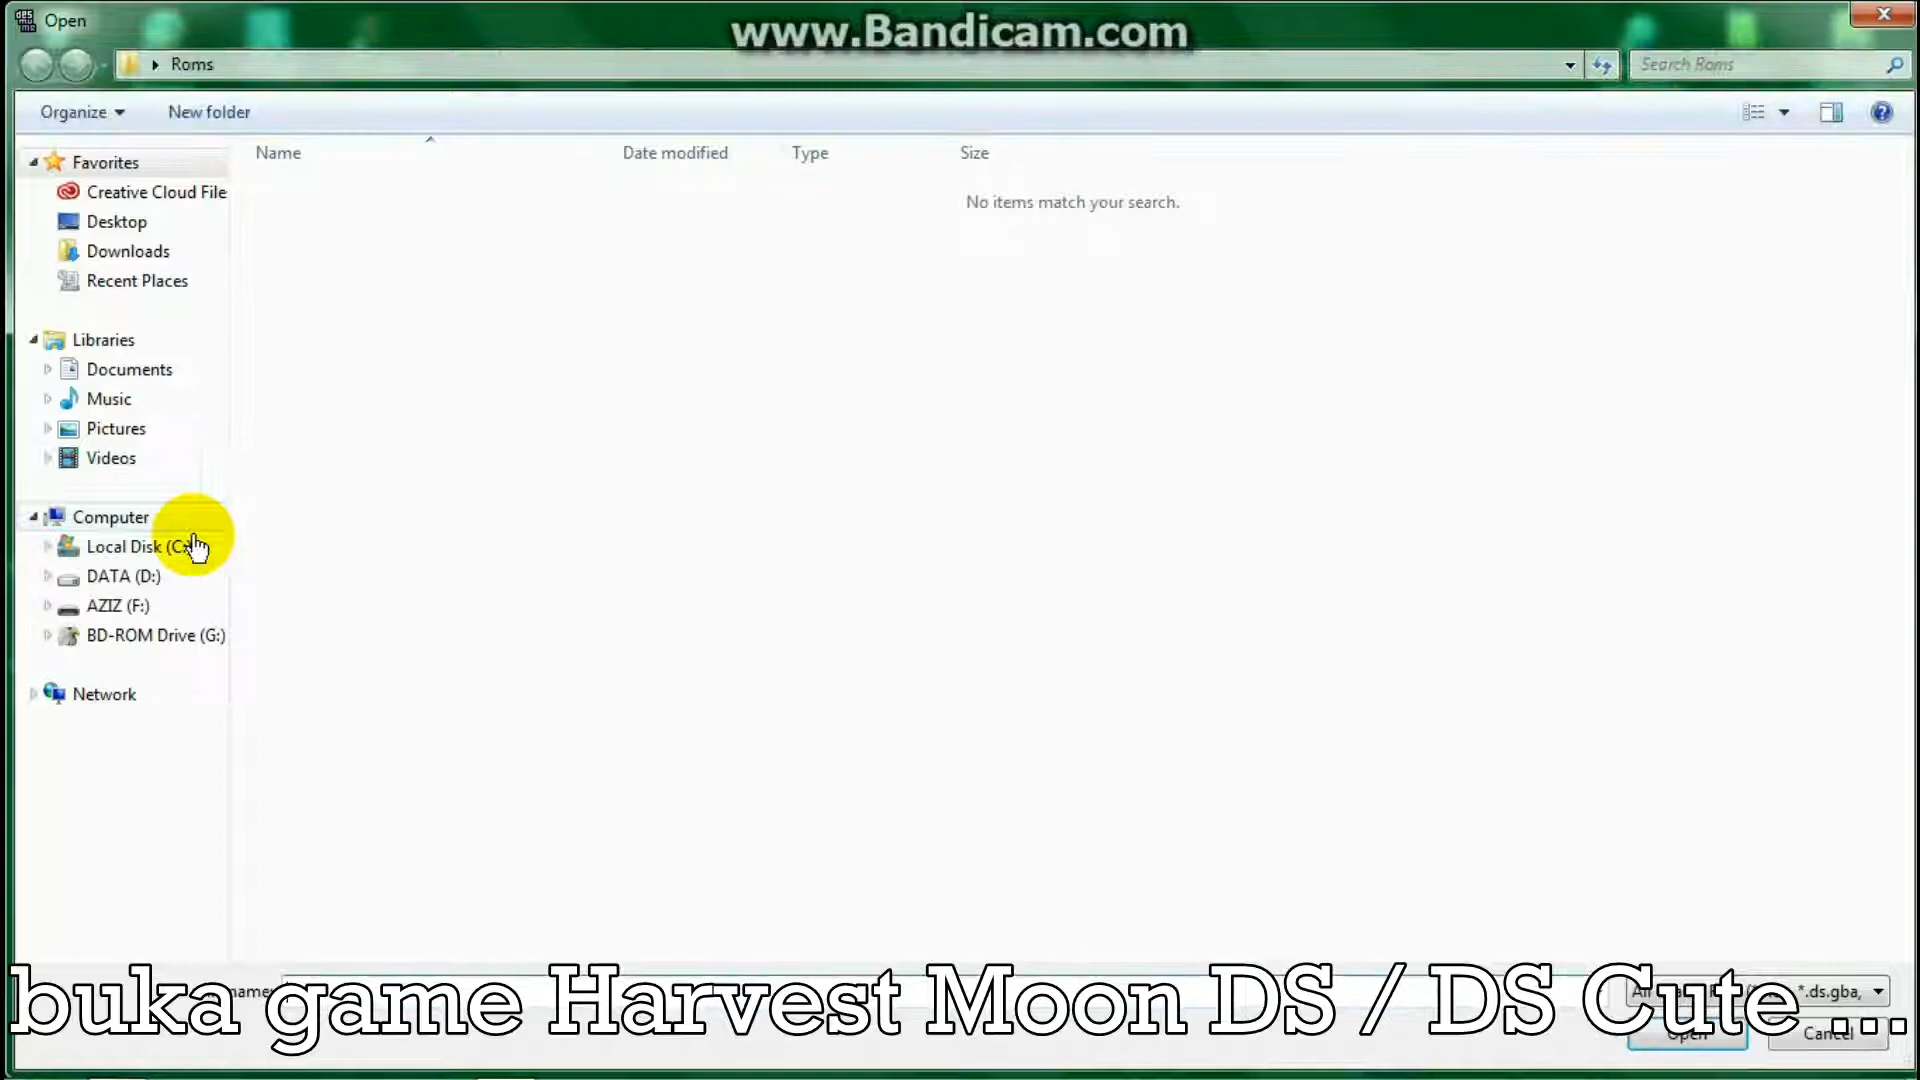 Open
www.Bandicam.com
Roms
Search Roms
Organize
New folder
Name
Date modified
Type
Size
No items match your search.
Favorites
Creative Cloud File
Desktop
Downloads
Recent Places
Libraries
Documents
Music
Pictures
Videos
Computer
Local Disk (C:)
DATA (D:)
AZIZ (F:)
BD-ROM Drive (G:)
Network
buka game Harvest Moon DS / DS Cute ...
*.ds.gba,
Open
Cancel